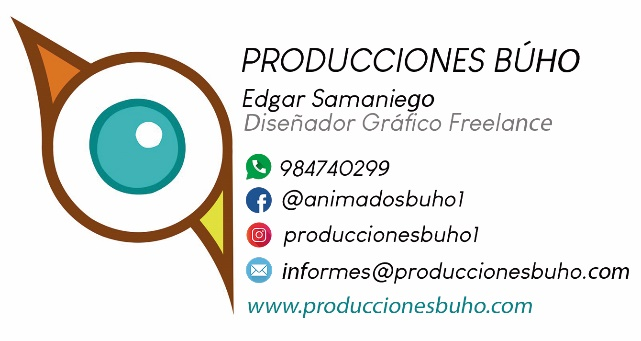 PRODUCCIONES BÚHO
Edgar Samaniego
Diseñador Gráfico Freelance
984740299
@animadosbuho1
produccionesbuho1
informes@produccionesbuho.com
www.produccionesbuho.com